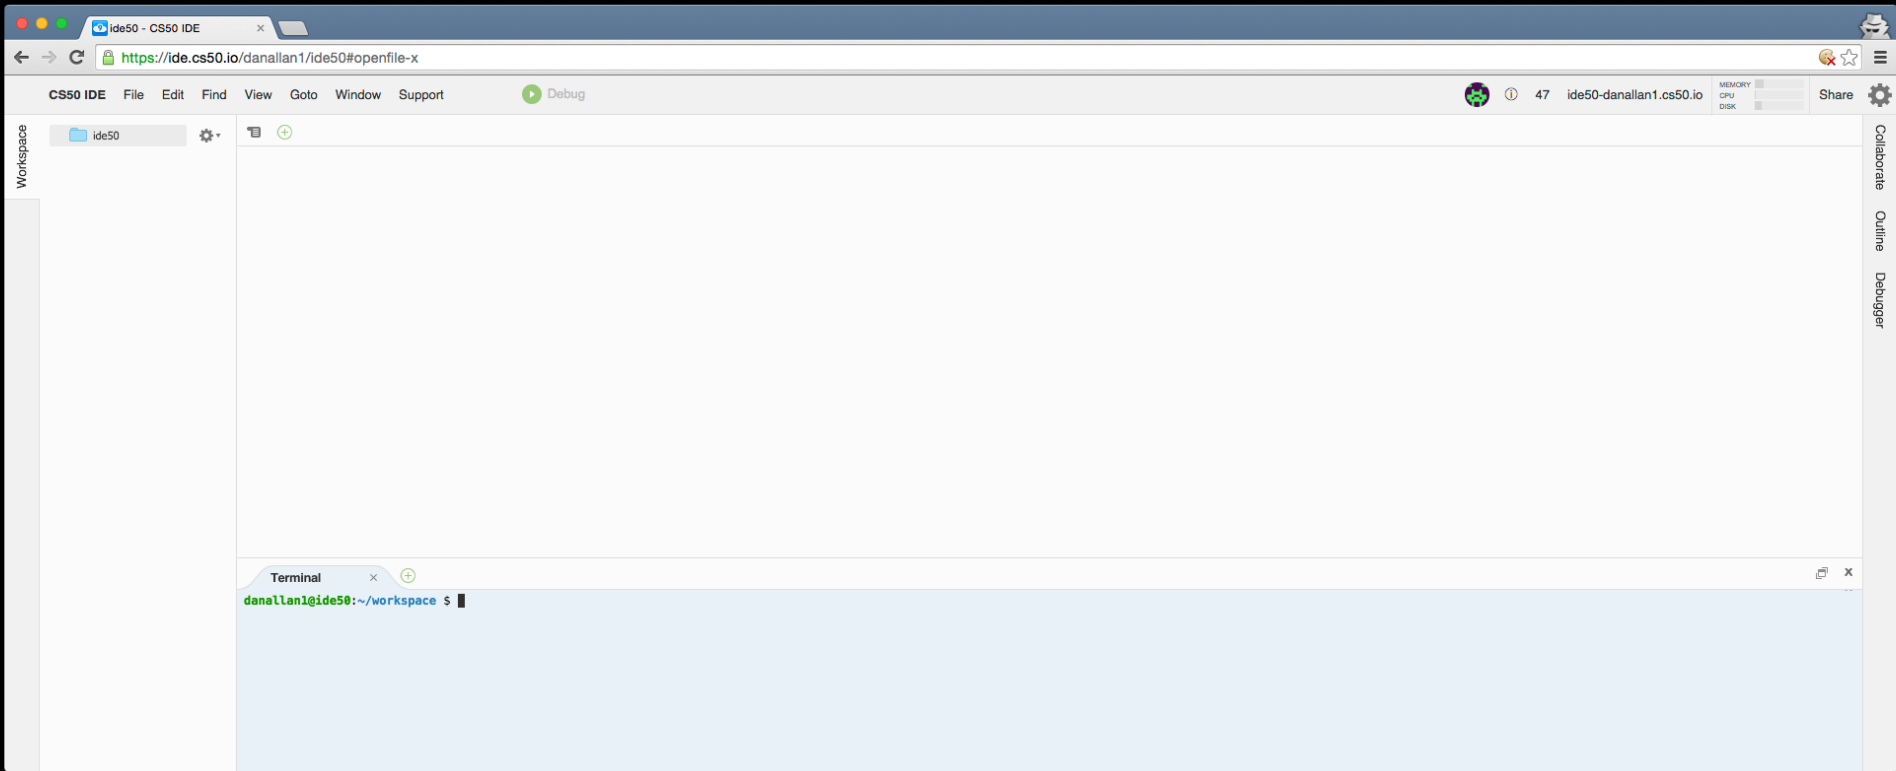 ide50 - CS50 IDE
https://ide.cs50.io/danallan1/ide50#openfile-x
CS50 IDE File Edit Find View Goto Window Support Debug 47 ide50-danallan1.cs50.io MEMORY Share
CPU
DISK
Workspace
ide50
Collaborate
Outline
Debugger
Terminal
danallan1@ide50:~/workspace $